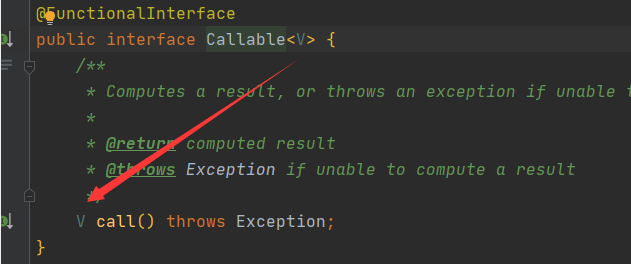 @FunctionalInterface
public interface Callable<V> {
/**
* Computes a result, or throws an exception if unable
*
* @return computed result
* @throws Exception if unable to compute a result
*/
V call() throws Exception;
}